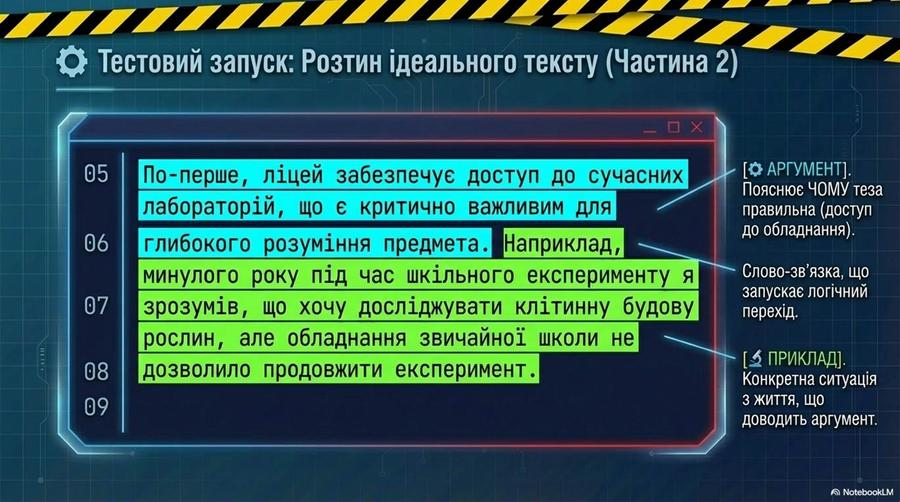 Тестовий запуск: Розтин ідеального тексту (Частина 2)
05 По-перше, ліцей забезпечує доступ до сучасних
лабораторій, що є критично важливим для
06 глибокого розуміння предмета. Наприклад,
минулого року під час шкільного експерименту я
07 зрозумів, що хочу досліджувати клітинну будову
рослин, але обладнання звичайної школи не
08 дозволило продовжити експеримент.
09
[⚙ АРГУМЕНТ].
Пояснює ЧОМУ теза
правильна (доступ
до обладнання).
Слово-зв’язка, що
запускає логічний
перехід.
[🔬 ПРИКЛАД].
Конкретна ситуація
з життя, що
доводить аргумент.
NotebookLM